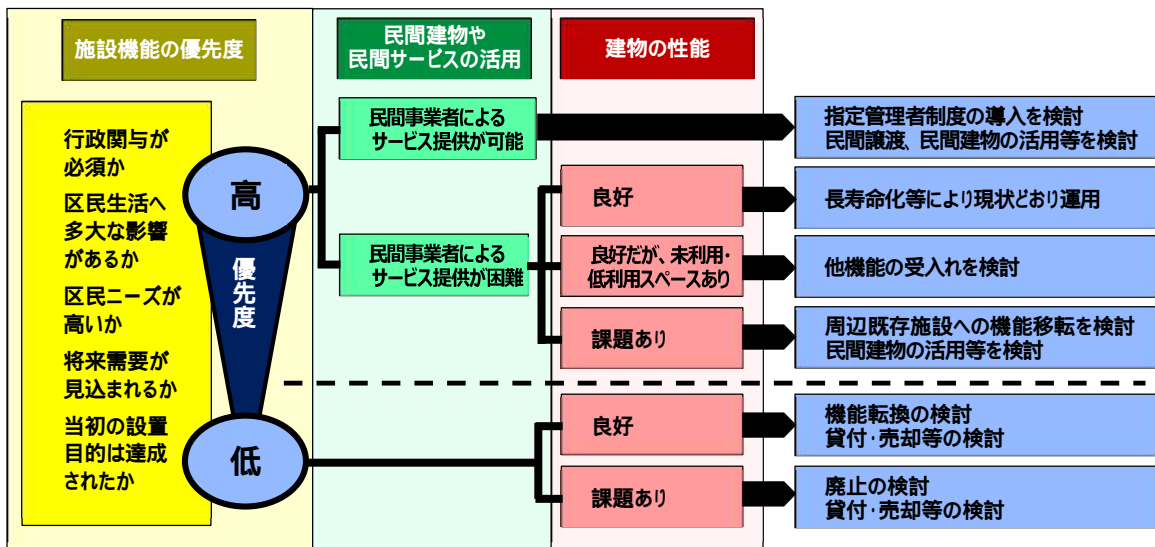 施設機能の優先度
民間建物や
民間サービスの活用
建物の性能
行政関与が
必須か
区民生活へ
多大な影響
があるか
区民ニーズが
高いか
将来需要が
見込まれるか
当初の設置
目的は達成
されたか
高
優先度
低
民間事業者による
サービス提供が可能
民間事業者による
サービス提供が困難
良好
良好だが、未利用・
低利用スペースあり
課題あり
良好
課題あり
指定管理者制度の導入を検討
民間譲渡、民間建物の活用等を検討
長寿命化等により現状どおり運用
他機能の受入れを検討
周辺既存施設への機能移転を検討
民間建物の活用等を検討
機能転換の検討
貸付・売却等の検討
廃止の検討
貸付・売却等の検討